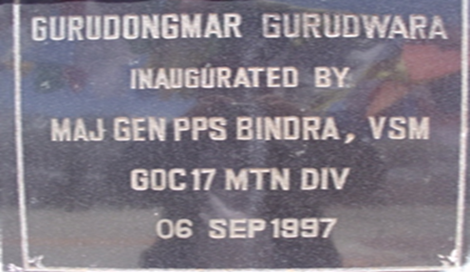 GURUDONGMAR GURUDWARA
INAUGURATED BY
MAJ GEN PPS BINDRA, VSM
GOC 17 MTN DIV
06 SEP 1997